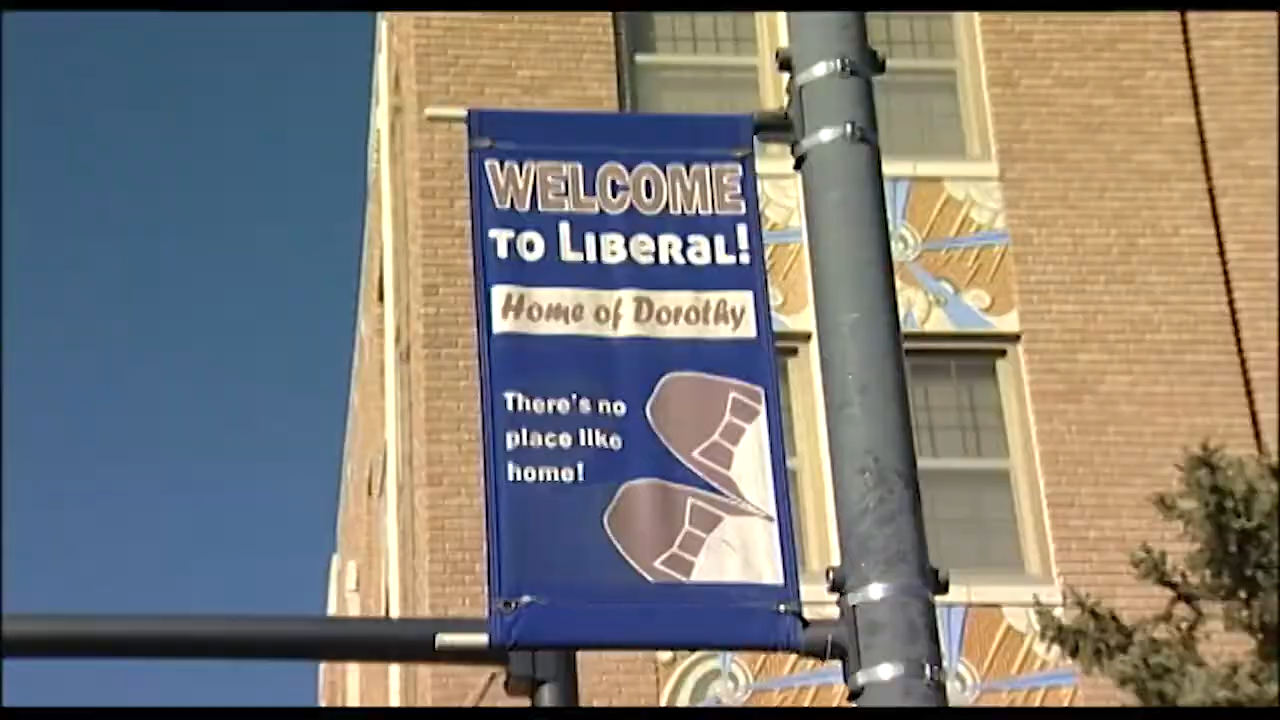 WELCOME
TO LIBERAL!
Home of Dorothy
There's no
place like
home!